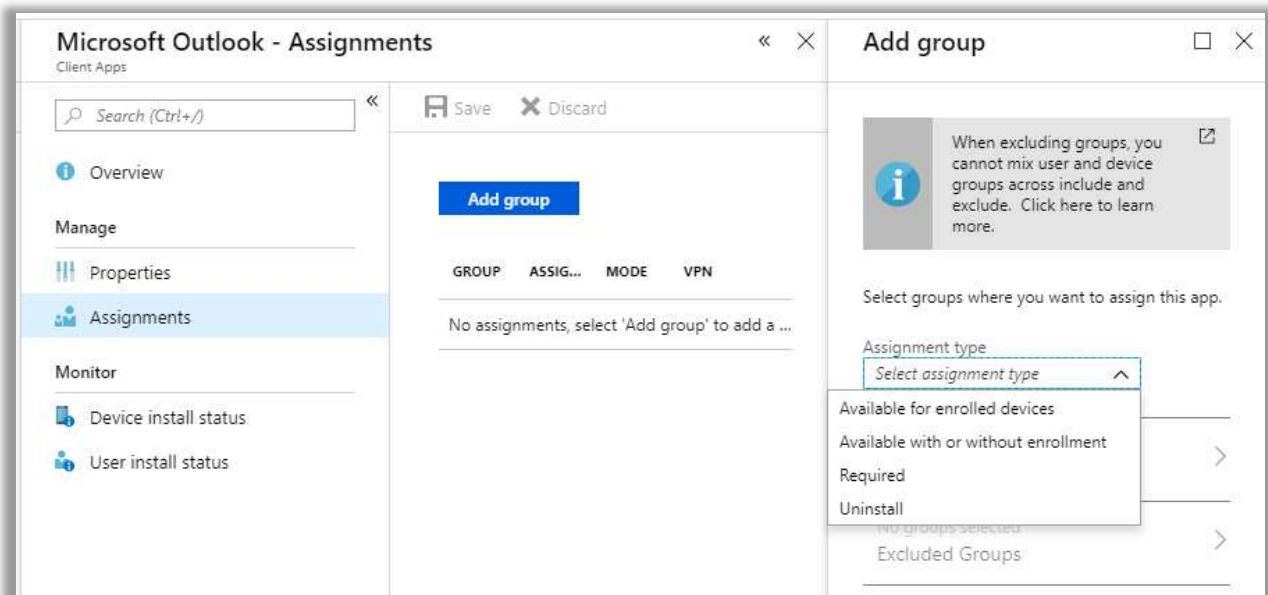 Microsoft Outlook - Assignments
Client Apps
Search (Ctrl+/)
Overview
Manage
Properties
Assignments
Monitor
Device install status
User install status
Save
Discard
Add group
GROUP ASSIG... MODE VPN
No assignments, select 'Add group' to add a ...
Add group
When excluding groups, you
cannot mix user and device
groups across include and
exclude. Click here to learn
more.
Select groups where you want to assign this app.
Assignment type
Select assignment type
Available for enrolled devices
Available with or without enrollment
Required
Uninstall
No groups selected
Excluded Groups